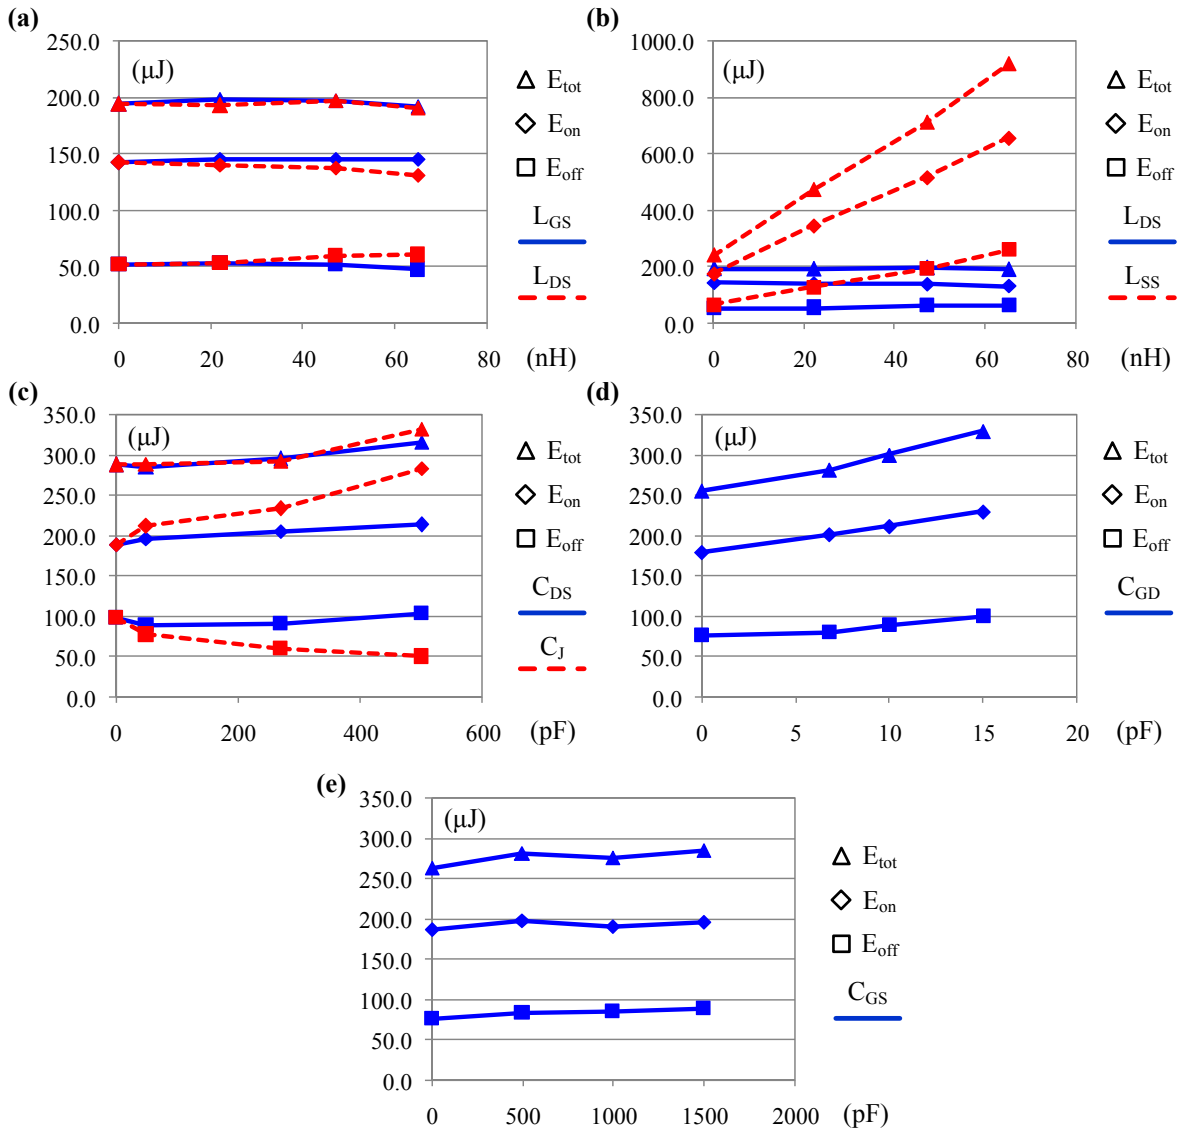 (a)
250.0
200.0
150.0
100.0
50.0
0.0
(µJ)
0 20 40 60 80 (nH)
E_tot
E_on
E_off
L_GS
L_DS
(b)
1000.0
800.0
600.0
400.0
200.0
0.0
(µJ)
0 20 40 60 80 (nH)
E_tot
E_on
E_off
L_DS
L_SS
(c)
350.0
300.0
250.0
200.0
150.0
100.0
50.0
0.0
(µJ)
0 200 400 600 (pF)
E_tot
E_on
E_off
C_DS
C_J
(d)
350.0
300.0
250.0
200.0
150.0
100.0
50.0
0.0
(µJ)
0 5 10 15 20 (pF)
E_tot
E_on
E_off
C_GD
(e)
350.0
300.0
250.0
200.0
150.0
100.0
50.0
0.0
(µJ)
0 500 1000 1500 2000 (pF)
E_tot
E_on
E_off
C_GS